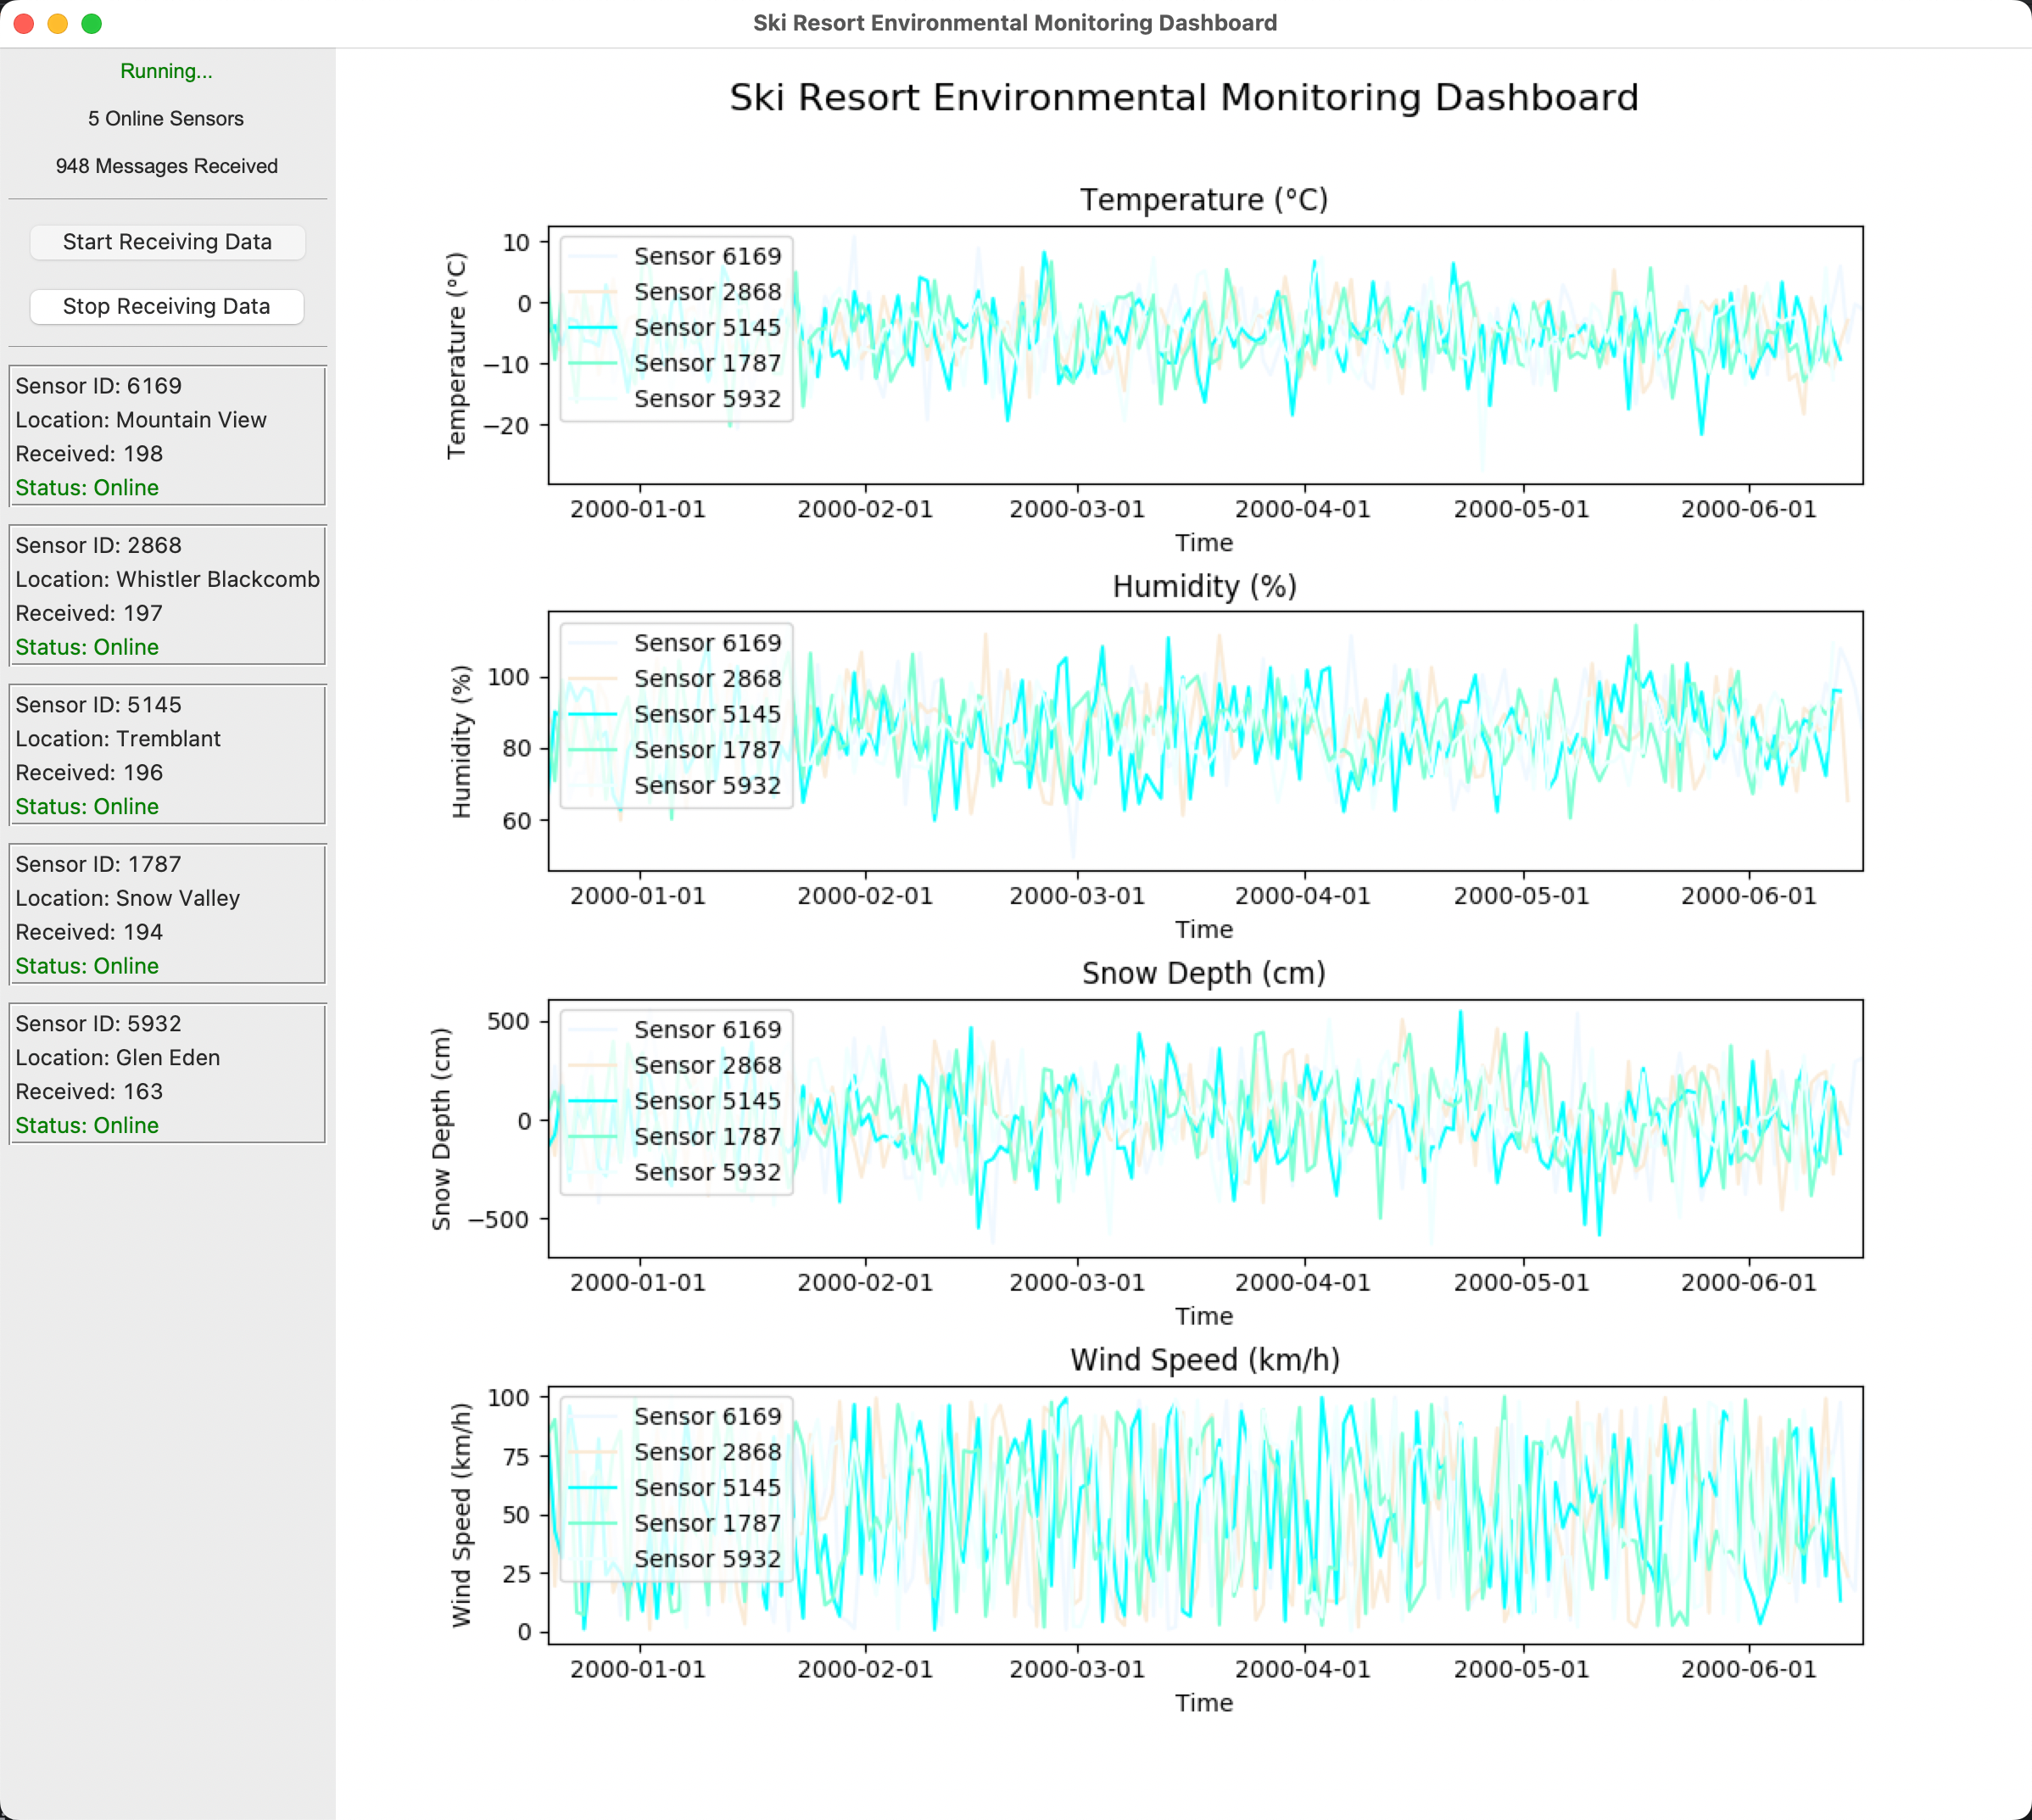 Ski Resort Environmental Monitoring Dashboard
Running...
5 Online Sensors
948 Messages Received
Start Receiving Data
Stop Receiving Data
Sensor ID: 6169
Location: Mountain View
Received: 198
Status: Online
Sensor ID: 2868
Location: Whistler Blackcomb
Received: 197
Status: Online
Sensor ID: 5145
Location: Tremblant
Received: 196
Status: Online
Sensor ID: 1787
Location: Snow Valley
Received: 194
Status: Online
Sensor ID: 5932
Location: Glen Eden
Received: 163
Status: Online
Ski Resort Environmental Monitoring Dashboard
Temperature (°C)
Temperature (°C)
10
0
−10
−20
Sensor 6169
Sensor 2868
Sensor 5145
Sensor 1787
Sensor 5932
2000-01-01 2000-02-01 2000-03-01 2000-04-01 2000-05-01 2000-06-01
Time
Humidity (%)
Humidity (%)
100
80
60
Sensor 6169
Sensor 2868
Sensor 5145
Sensor 1787
Sensor 5932
2000-01-01 2000-02-01 2000-03-01 2000-04-01 2000-05-01 2000-06-01
Time
Snow Depth (cm)
Snow Depth (cm)
500
0
−500
Sensor 6169
Sensor 2868
Sensor 5145
Sensor 1787
Sensor 5932
2000-01-01 2000-02-01 2000-03-01 2000-04-01 2000-05-01 2000-06-01
Time
Wind Speed (km/h)
Wind Speed (km/h)
100
75
50
25
0
Sensor 6169
Sensor 2868
Sensor 5145
Sensor 1787
Sensor 5932
2000-01-01 2000-02-01 2000-03-01 2000-04-01 2000-05-01 2000-06-01
Time